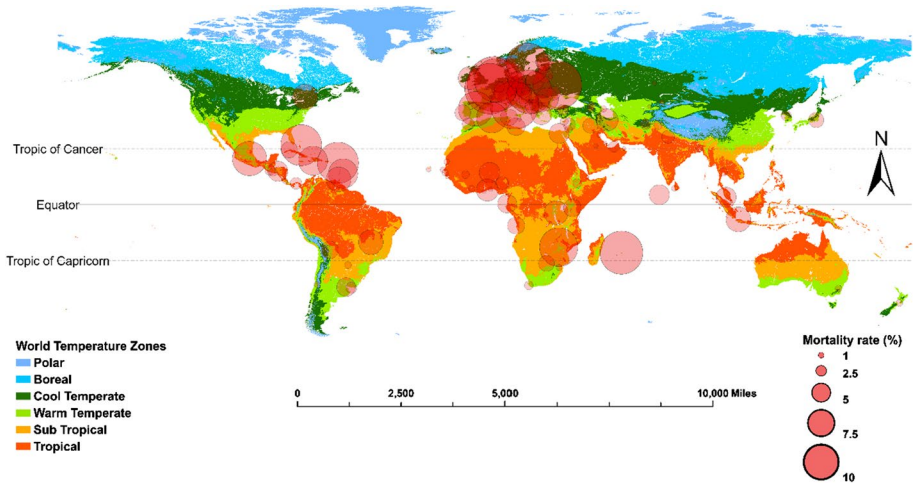 N
Tropic of Cancer
Equator
Tropic of Capricorn
World Temperature Zones
Polar
Boreal
Cool Temperate
Warm Temperate
Sub Tropical
Tropical
0 2,500 5,000 10,000 Miles
Mortality rate (%)
1
2.5
5
7.5
10